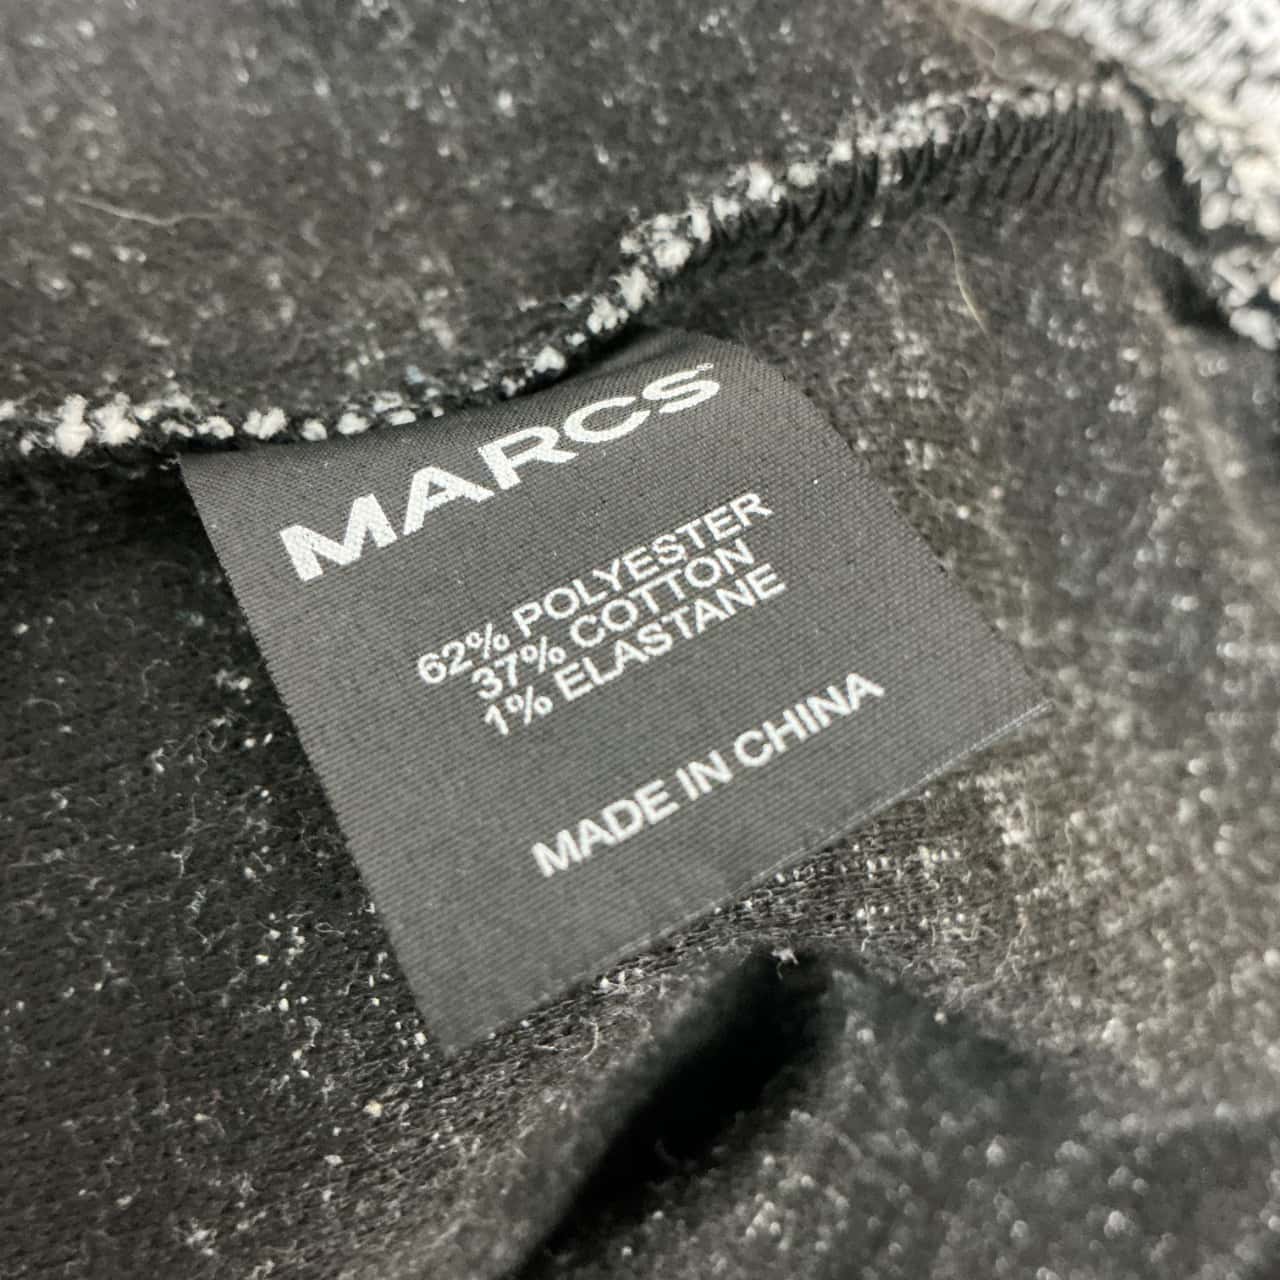 MARCS
62% POLYESTER
37% COTTON
1% ELASTANE
MADE IN CHINA